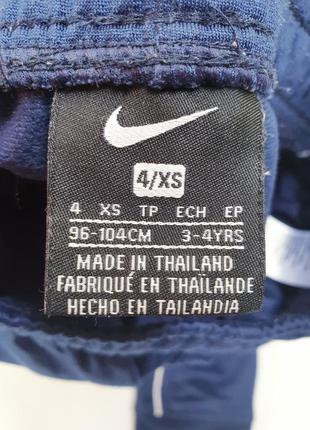 4/XS
4 XS TP ECH EP
96-104CM 3-4YRS
MADE IN THAILAND
FABRIQUÉ EN THAÏLANDE
HECHO EN TAILANDIA